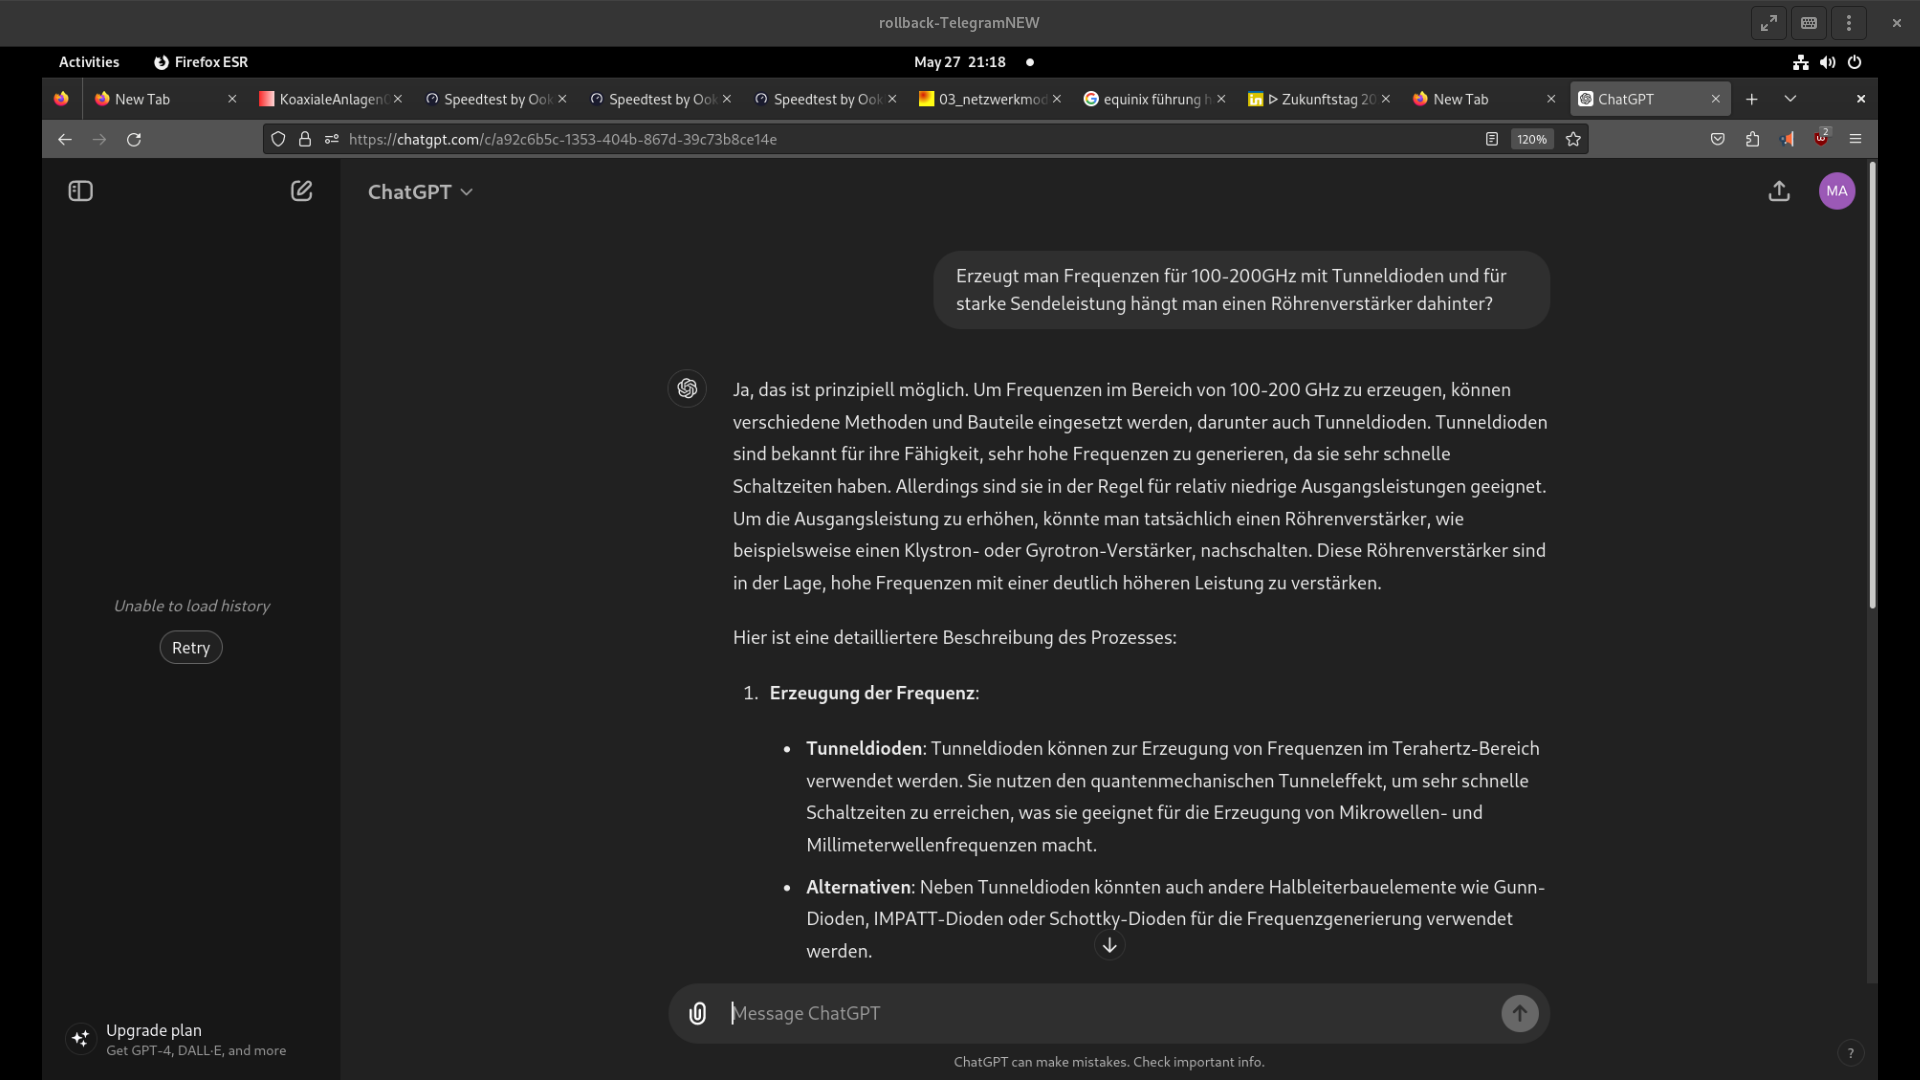 rollback-TelegramNEW
Activities
Firefox ESR
May 27 21:18
New Tab
KoaxialeAnlagen
Speedtest by Ook
Speedtest by Ook
Speedtest by Ook
03_netzwerkmod
equinix führung h
Zukunftstag 20
New Tab
ChatGPT
https://chatgpt.com/c/a92c6b5c-1353-404b-867d-39c73b8ce14e
120%
2
ChatGPT
MA
Erzeugt man Frequenzen für 100-200GHz mit Tunneldioden und für
starke Sendeleistung hängt man einen Röhrenverstärker dahinter?
Ja, das ist prinzipiell möglich. Um Frequenzen im Bereich von 100-200 GHz zu erzeugen, können
verschiedene Methoden und Bauteile eingesetzt werden, darunter auch Tunneldioden. Tunneldioden
sind bekannt für ihre Fähigkeit, sehr hohe Frequenzen zu generieren, da sie sehr schnelle
Schaltzeiten haben. Allerdings sind sie in der Regel für relativ niedrige Ausgangsleistungen geeignet.
Um die Ausgangsleistung zu erhöhen, könnte man tatsächlich einen Röhrenverstärker, wie
beispielsweise einen Klystron- oder Gyrotron-Verstärker, nachschalten. Diese Röhrenverstärker sind
in der Lage, hohe Frequenzen mit einer deutlich höheren Leistung zu verstärken.
Hier ist eine detailliertere Beschreibung des Prozesses:
1. Erzeugung der Frequenz:
• Tunneldioden: Tunneldioden können zur Erzeugung von Frequenzen im Terahertz-Bereich
verwendet werden. Sie nutzen den quantenmechanischen Tunneleffekt, um sehr schnelle
Schaltzeiten zu erreichen, was sie geeignet für die Erzeugung von Mikrowellen- und
Millimeterwellenfrequenzen macht.
• Alternativen: Neben Tunneldioden könnten auch andere Halbleiterbauelemente wie Gunn-
Dioden, IMPATT-Dioden oder Schottky-Dioden für die Frequenzgenerierung verwendet
werden.
Unable to load history
Retry
Upgrade plan
Get GPT-4, DALL·E, and more
Message ChatGPT
ChatGPT can make mistakes. Check important info.
?